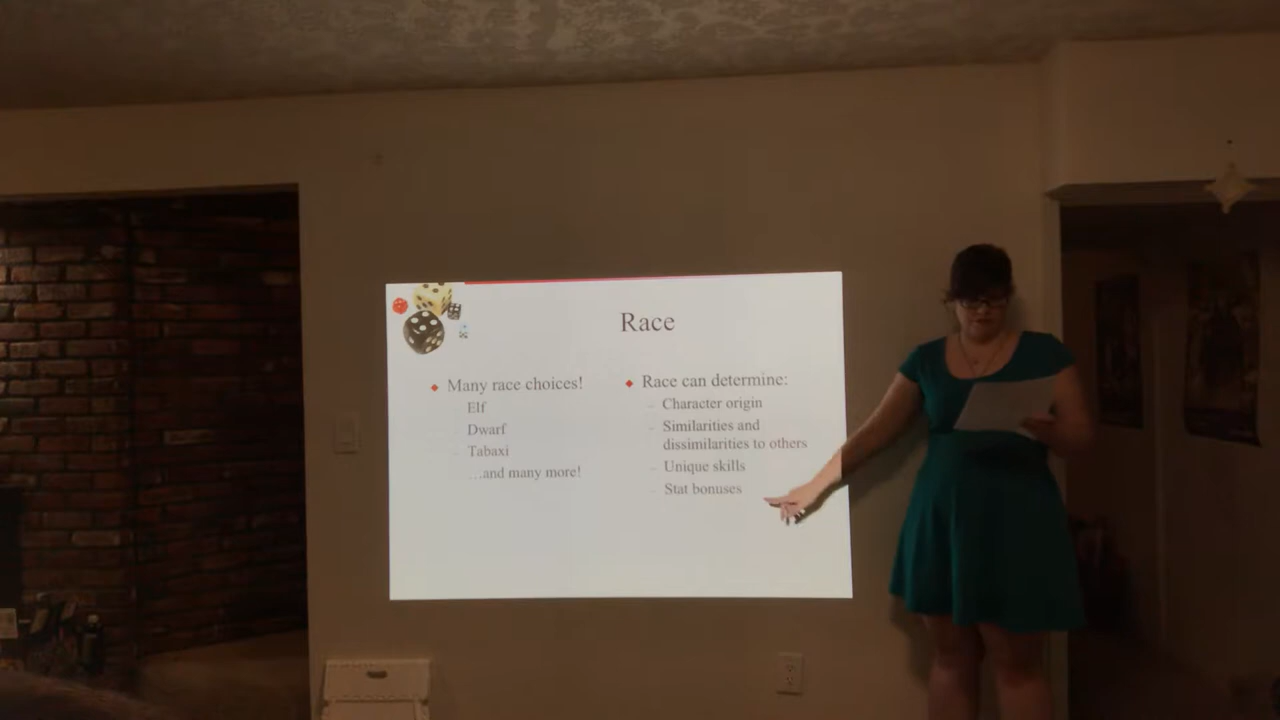 Race
Many race choices!
Elf
Dwarf
Tabaxi
...and many more!
Race can determine:
Character origin
Similarities and
dissimilarities to others
Unique skills
Stat bonuses